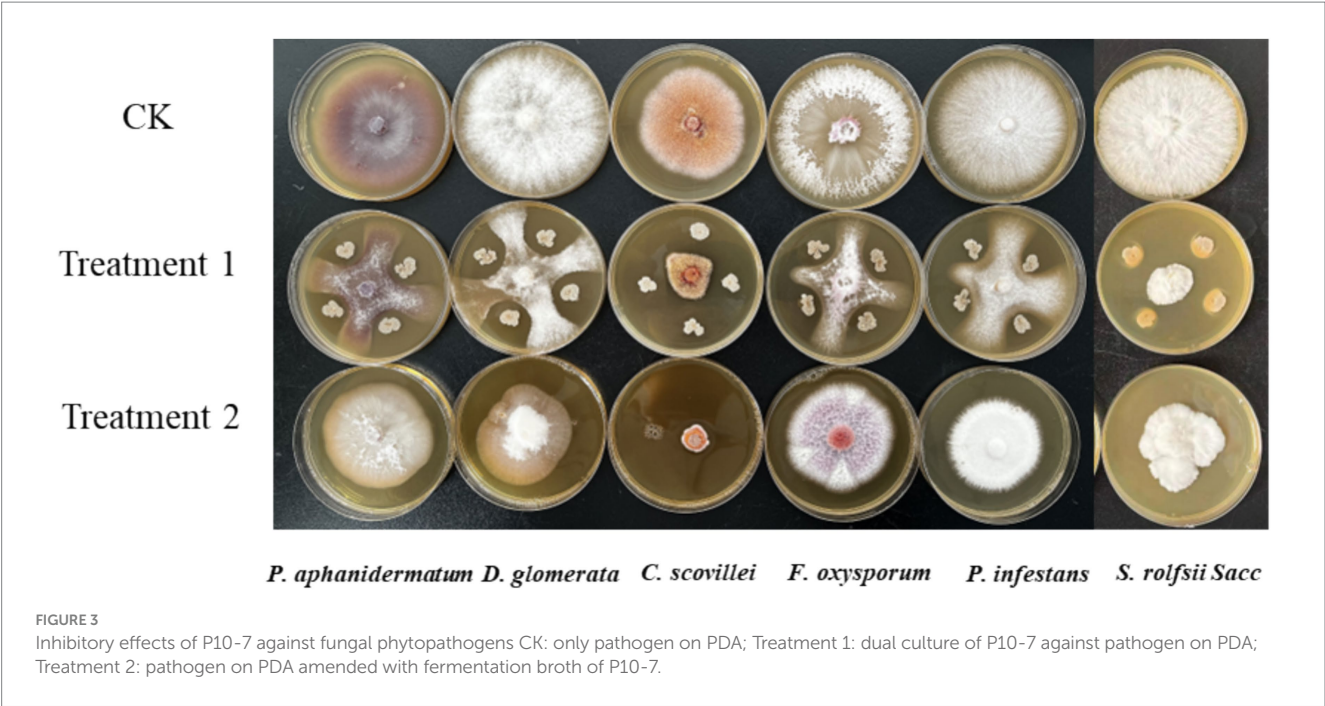 CK
Treatment 1
Treatment 2
P. aphanidermatum D. glomerata C. scovillei F. oxysporum P. infestans S. rolfsii Sacc
FIGURE 3
Inhibitory effects of P10-7 against fungal phytopathogens CK: only pathogen on PDA; Treatment 1: dual culture of P10-7 against pathogen on PDA;
Treatment 2: pathogen on PDA amended with fermentation broth of P10-7.